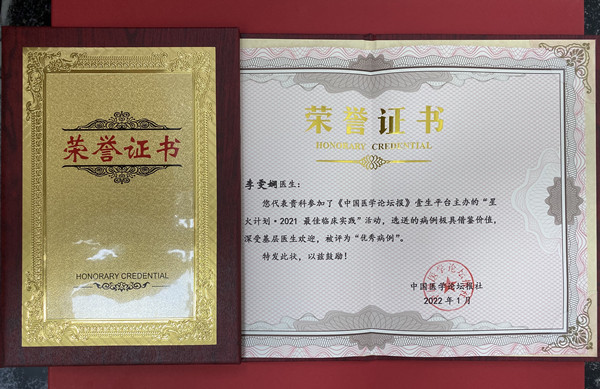 荣誉证书
HONORARY CREDENTIAL
荣誉证书
HONORARY CREDENTIAL
李雯娴医生：
您代表贵科参加了《中国医学论坛报》壹生平台主办的“星
火计划·2021 最佳临床实践”活动，选送的病例极具借鉴价值，
深受基层医生欢迎，被评为“优秀病例”。
特发此状，以兹鼓励！
中国医学论坛报社
2022 年 1 月